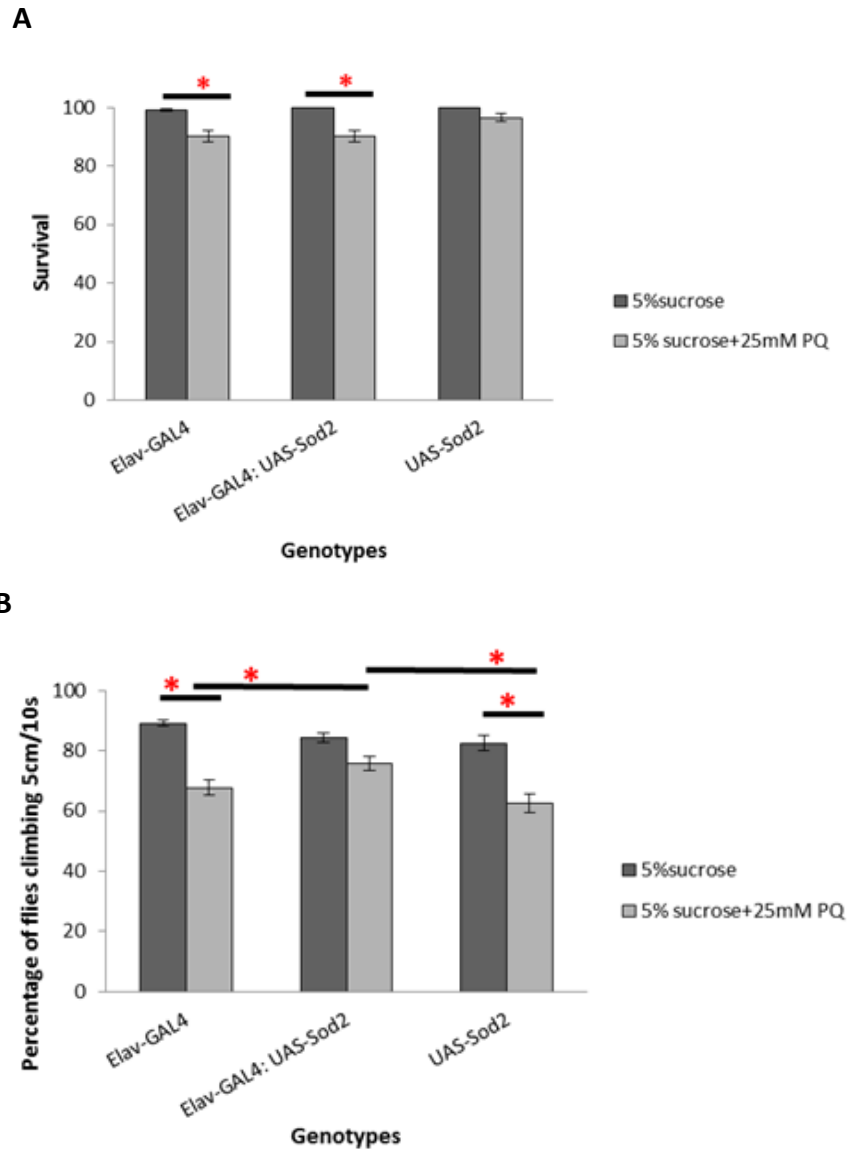 A
*
*
100
80
60
40
20
0
Survival
Elav-GAL4
Elav-GAL4: UAS-Sod2
UAS-Sod2
Genotypes
5%sucrose
5% sucrose+25mM PQ
B
*
*
*
*
100
80
60
40
20
0
Percentage of flies climbing 5cm/10s
Elav-GAL4
Elav-GAL4: UAS-Sod2
UAS-Sod2
Genotypes
5%sucrose
5% sucrose+25mM PQ